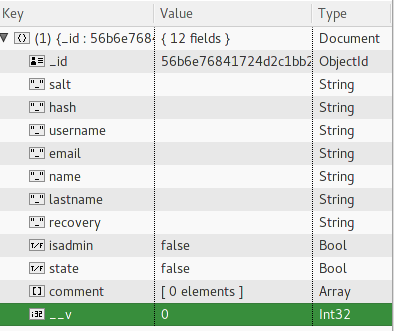 Key Value Type
(1) {_id : 56b6e7684 { 12 fields } Document
_id 56b6e76841724d2c1bb2 ObjectId
salt String
hash String
username String
email String
name String
lastname String
recovery String
isadmin false Bool
state false Bool
comment [ 0 elements ] Array
__v 0 Int32